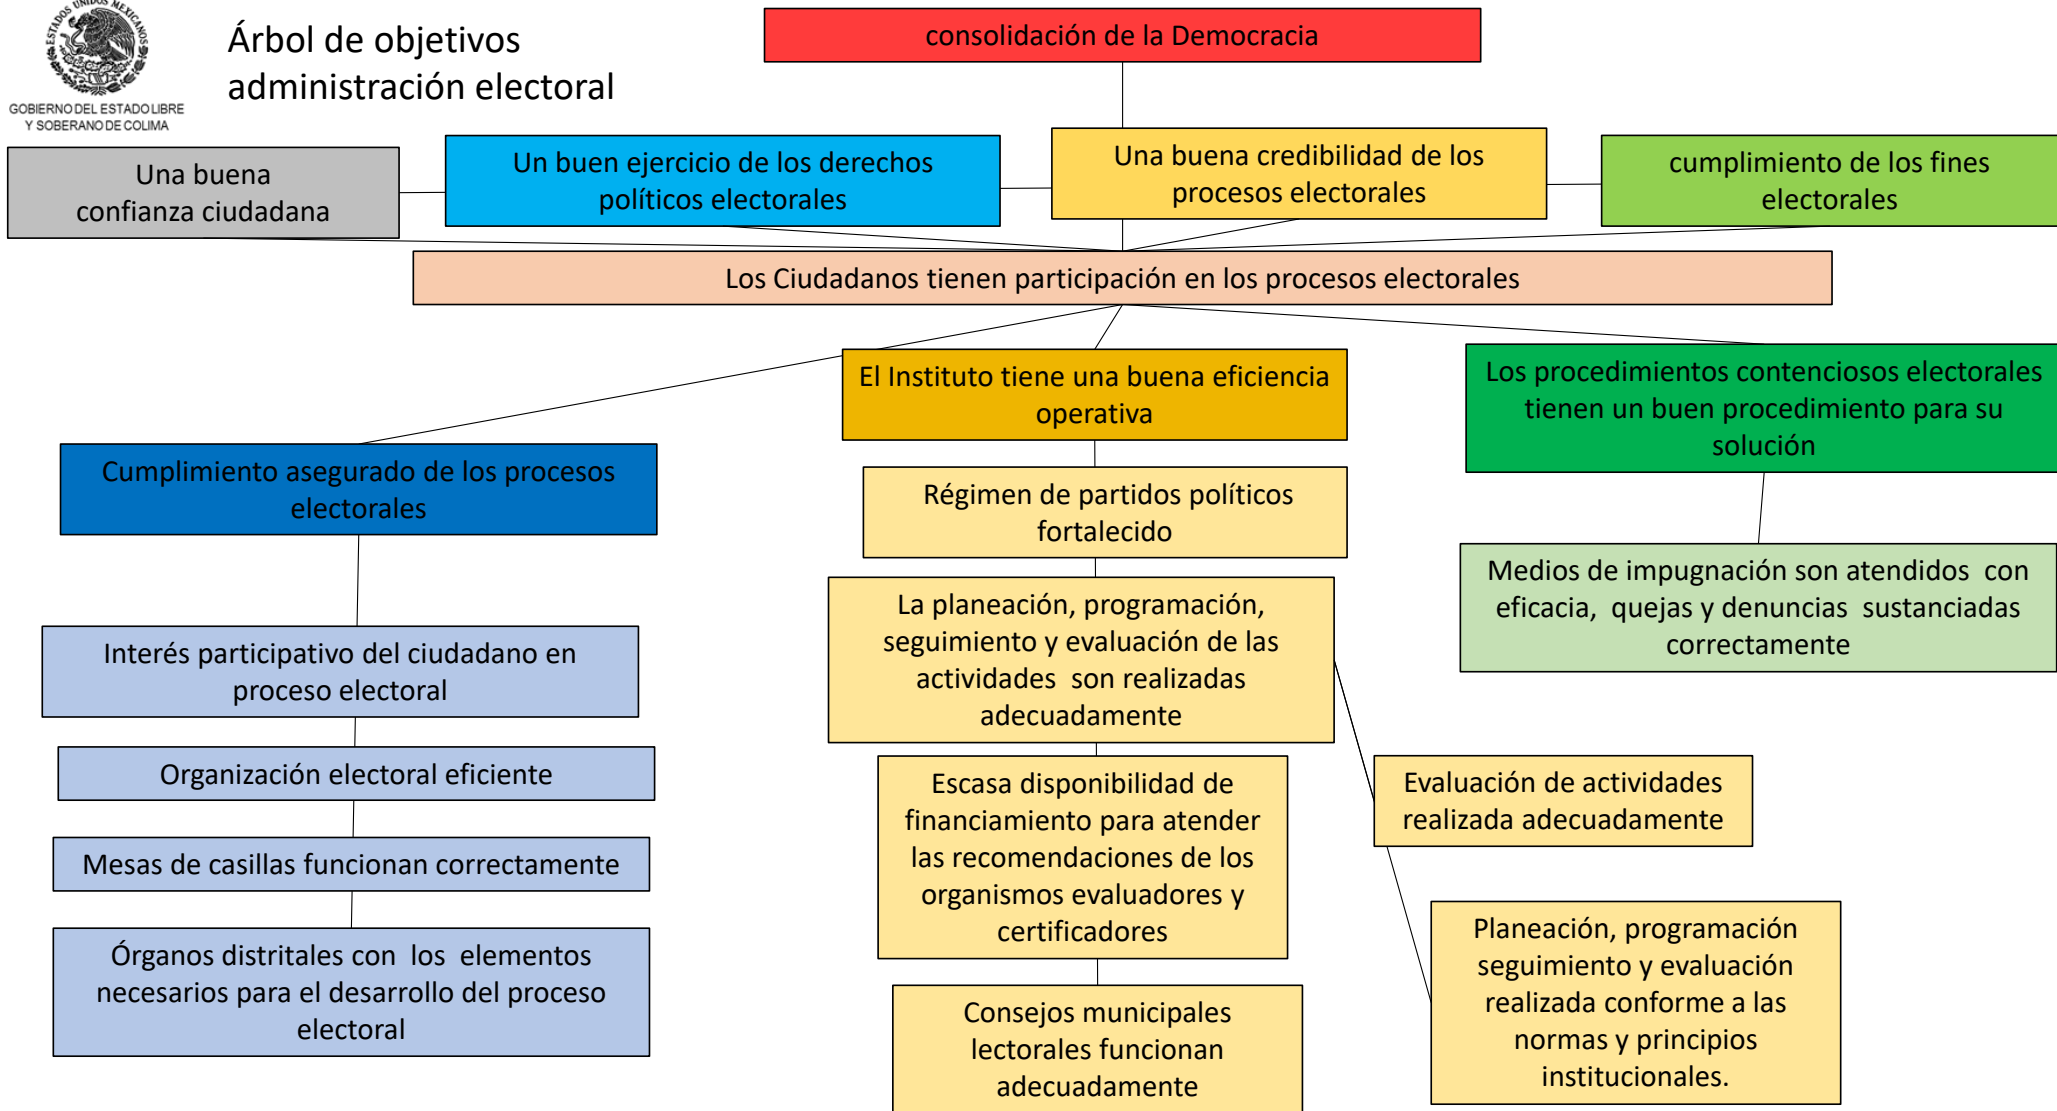 ESTADOS UNIDOS MEXICANOS
GOBIERNO DEL ESTADO LIBRE
Y SOBERANO DE COLIMA
Árbol de objetivos
administración electoral
consolidación de la Democracia
Una buena
confianza ciudadana
Un buen ejercicio de los derechos
políticos electorales
Una buena credibilidad de los
procesos electorales
cumplimiento de los fines
electorales
Los Ciudadanos tienen participación en los procesos electorales
Cumplimiento asegurado de los procesos
electorales
Interés participativo del ciudadano en
proceso electoral
Organización electoral eficiente
Mesas de casillas funcionan correctamente
Órganos distritales con los elementos
necesarios para el desarrollo del proceso
electoral
El Instituto tiene una buena eficiencia
operativa
Régimen de partidos políticos
fortalecido
La planeación, programación,
seguimiento y evaluación de las
actividades son realizadas
adecuadamente
Escasa disponibilidad de
financiamiento para atender
las recomendaciones de los
organismos evaluadores y
certificadores
Consejos municipales
lectorales funcionan
adecuadamente
Evaluación de actividades
realizada adecuadamente
Planeación, programación
seguimiento y evaluación
realizada conforme a las
normas y principios
institucionales.
Los procedimientos contenciosos electorales
tienen un buen procedimiento para su
solución
Medios de impugnación son atendidos con
eficacia, quejas y denuncias sustanciadas
correctamente